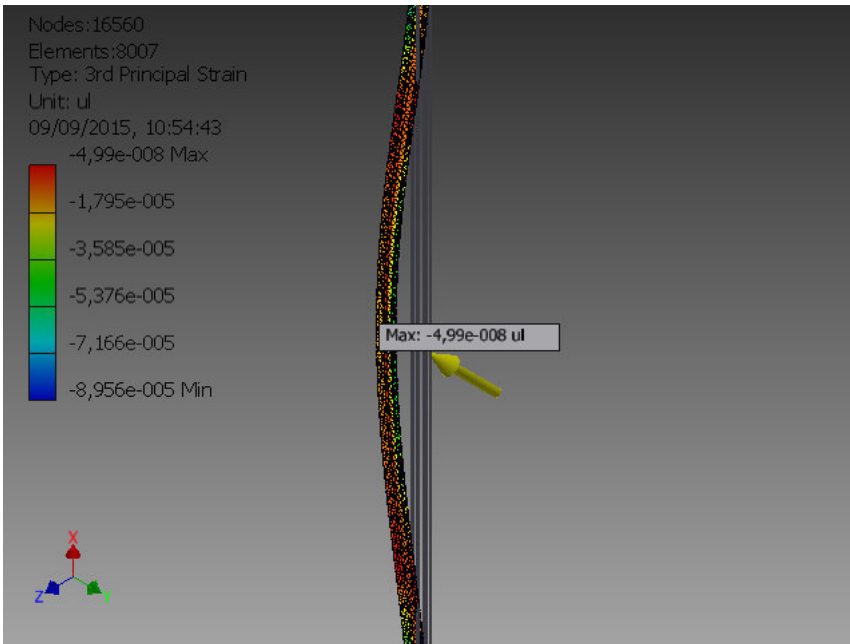 Nodes:16560
Elements:8007
Type: 3rd Principal Strain
Unit: ul
09/09/2015, 10:54:43
-4,99e-008 Max
-1,795e-005
-3,585e-005
-5,376e-005
-7,166e-005
-8,956e-005 Min
Max: -4,99e-008 ul
X
Z
Y